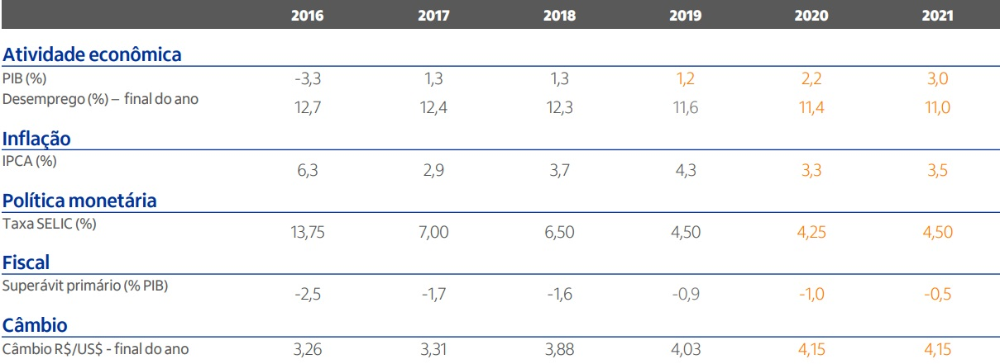 2016 2017 2018 2019 2020 2021
Atividade econômica
PIB (%) -3,3 1,3 1,3 1,2 2,2 3,0
Desemprego (%) – final do ano 12,7 12,4 12,3 11,6 11,4 11,0
Inflação
IPCA (%) 6,3 2,9 3,7 4,3 3,3 3,5
Política monetária
Taxa SELIC (%) 13,75 7,00 6,50 4,50 4,25 4,50
Fiscal
Superávit primário (% PIB) -2,5 -1,7 -1,6 -0,9 -1,0 -0,5
Câmbio
Câmbio R$/US$ - final do ano 3,26 3,31 3,88 4,03 4,15 4,15